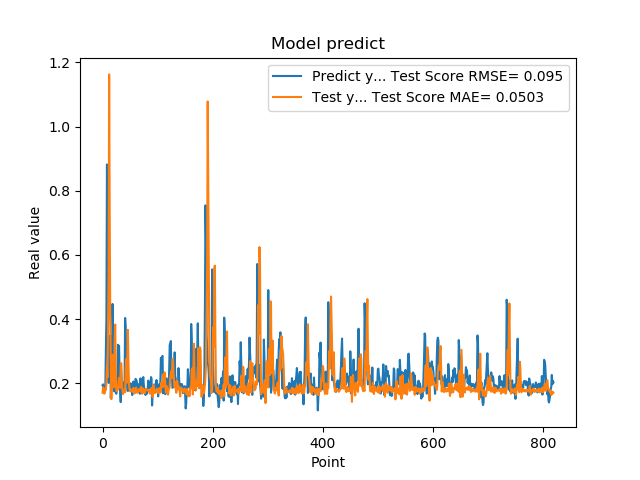 Model predict
Predict y... Test Score RMSE= 0.095
Test y... Test Score MAE= 0.0503
Real value
1.2
1.0
0.8
0.6
0.4
0.2
0 200 400 600 800
Point